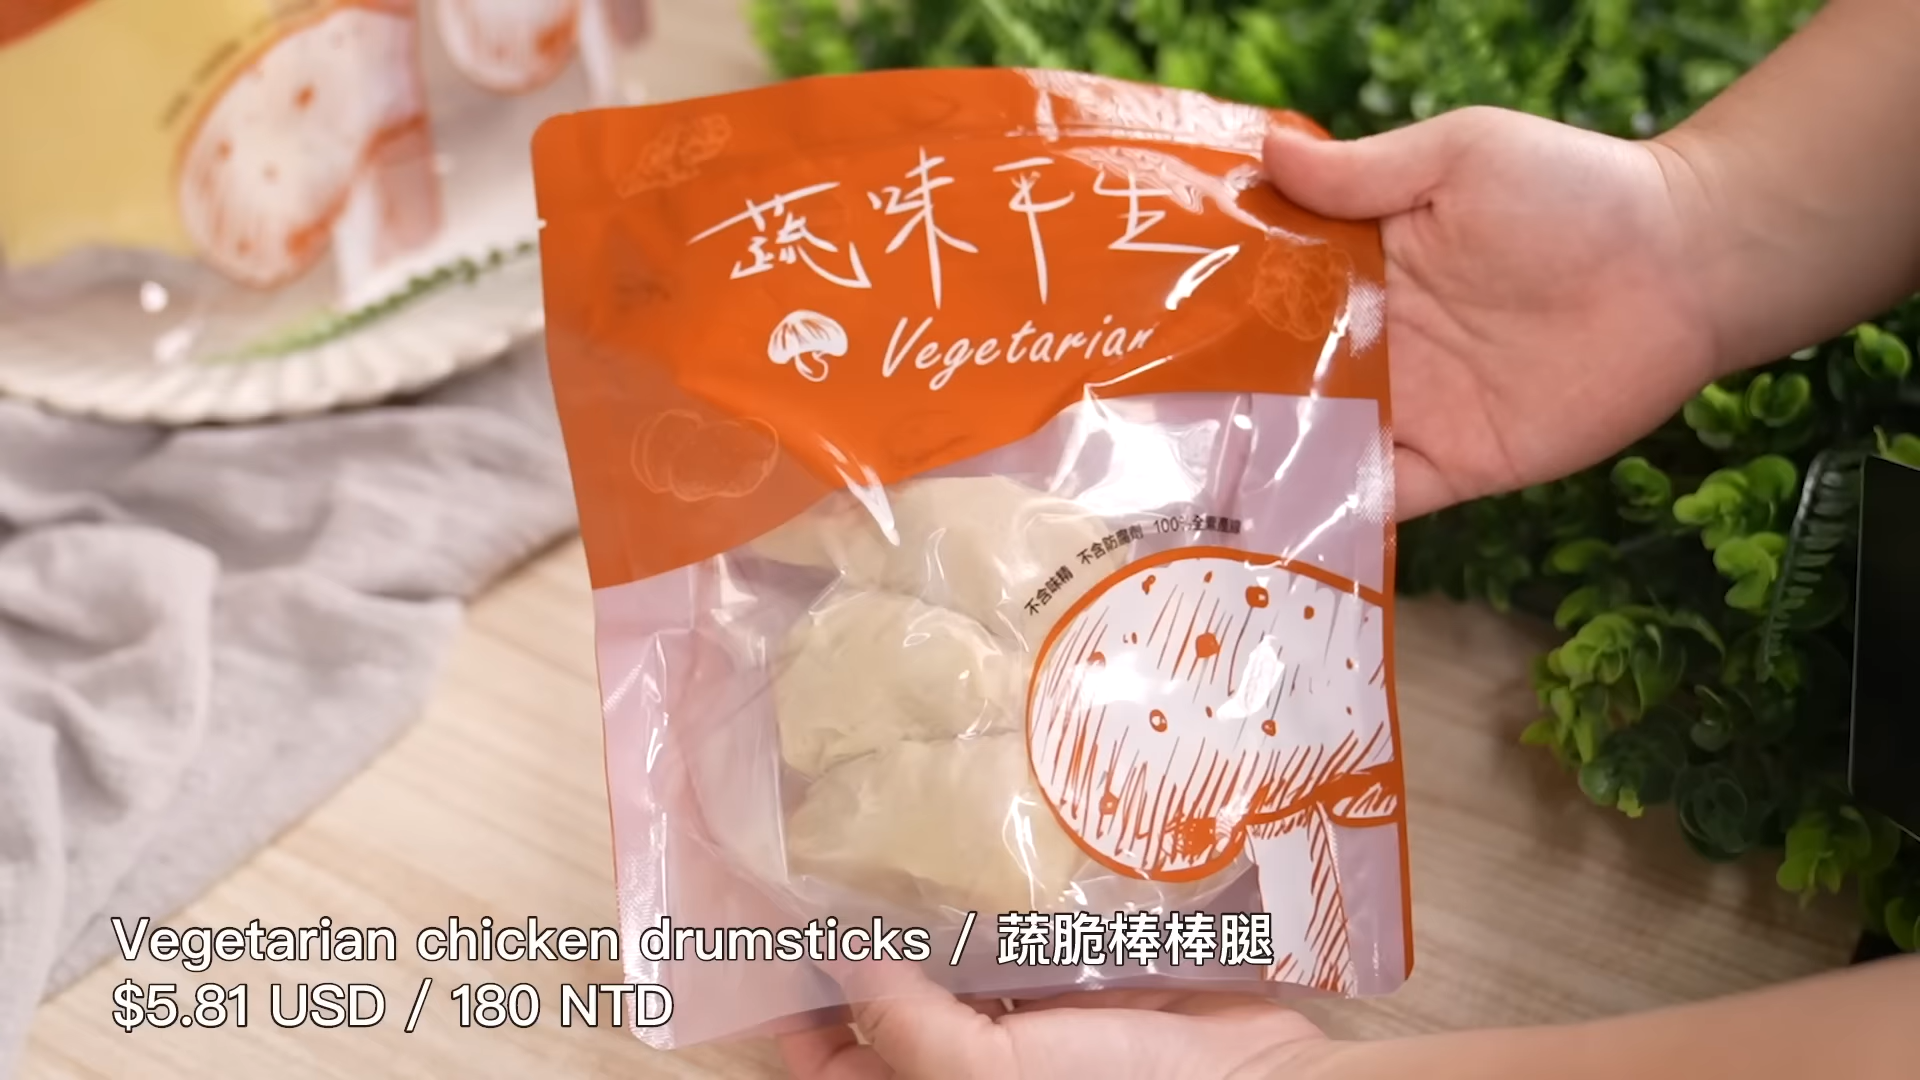 蔬味平生
Vegetarian
不含味精 不含防腐劑 100%全素產線
Vegetarian chicken drumsticks / 蔬脆棒棒腿
$5.81 USD / 180 NTD